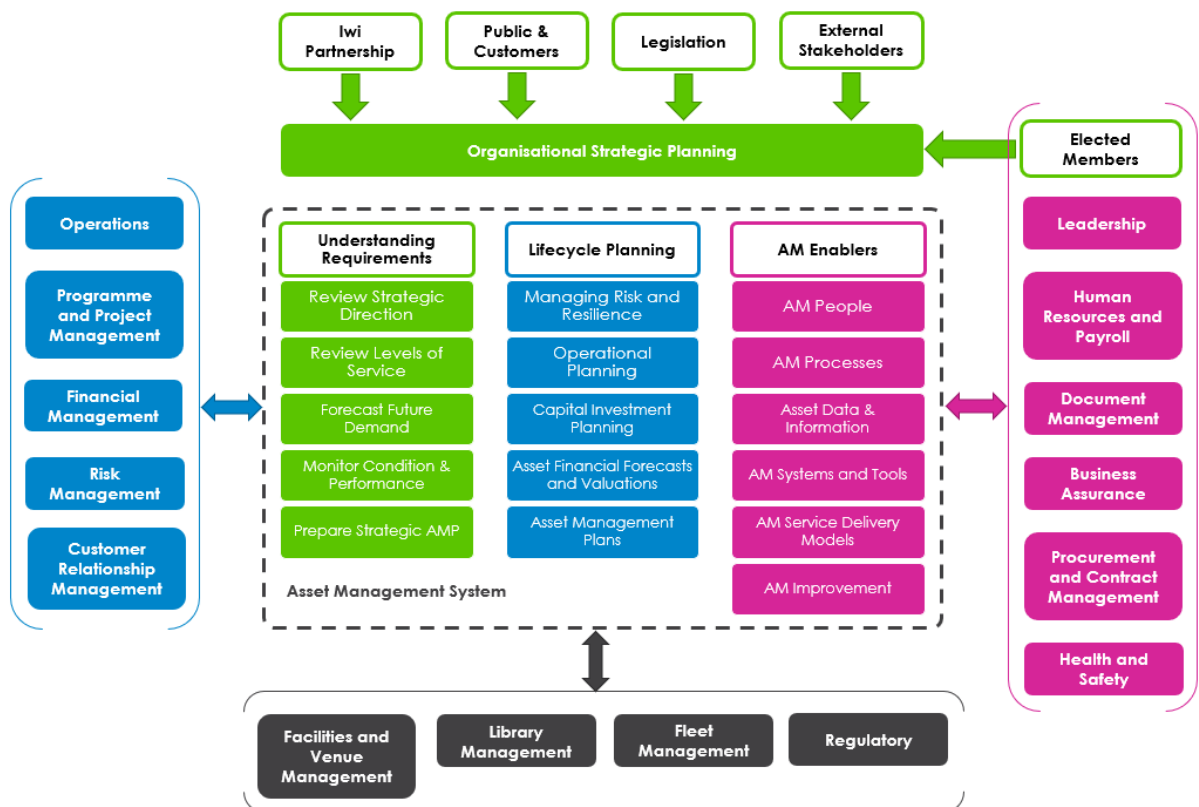 Iwi
Partnership
Public &
Customers
Legislation
External
Stakeholders
Organisational Strategic Planning
Elected
Members
Operations
Programme
and Project
Management
Financial
Management
Risk
Management
Customer
Relationship
Management
Understanding
Requirements
Review Strategic
Direction
Review Levels of
Service
Forecast Future
Demand
Monitor Condition &
Performance
Prepare Strategic AMP
Lifecycle Planning
Managing Risk and
Resilience
Operational
Planning
Capital Investment
Planning
Asset Financial Forecasts
and Valuations
Asset Management
Plans
AM Enablers
AM People
AM Processes
Asset Data &
Information
AM Systems and Tools
AM Service Delivery
Models
AM Improvement
Asset Management System
Leadership
Human
Resources and
Payroll
Document
Management
Business
Assurance
Procurement
and Contract
Management
Health and
Safety
Facilities and
Venue
Management
Library
Management
Fleet
Management
Regulatory